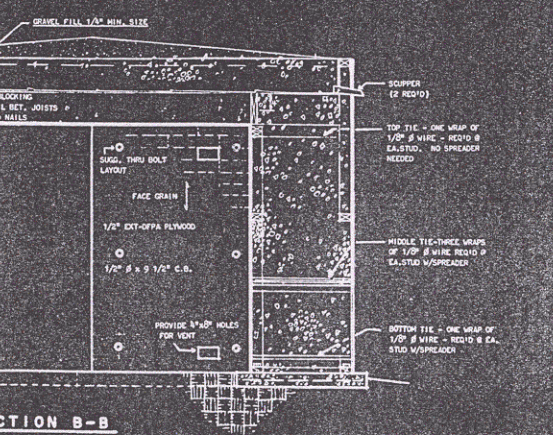 GRAVEL FILL 1/4" MIN. SIZE
SCUPPER
(2 REQ'D)
LOCKING
L BET. JOISTS
NAILS
TOP TIE - ONE WRAP OF
1/8" Ø WIRE - REQ'D @
EA.STUD. NO SPREADER
NEEDED
SUGG. THRU BOLT
LAYOUT
FACE GRAIN
1/2" EXT-DFPA PLYWOOD
MIDDLE TIE-THREE WRAPS
OF 1/8" Ø WIRE REQ'D @
EA.STUD W/SPREADER
1/2" Ø x 9 1/2" C.B.
PROVIDE 4"x8" HOLES
FOR VENT
BOTTOM TIE - ONE WRAP OF
1/8" Ø WIRE - REQ'D @ EA.
STUD W/SPREADER
CTION B-B